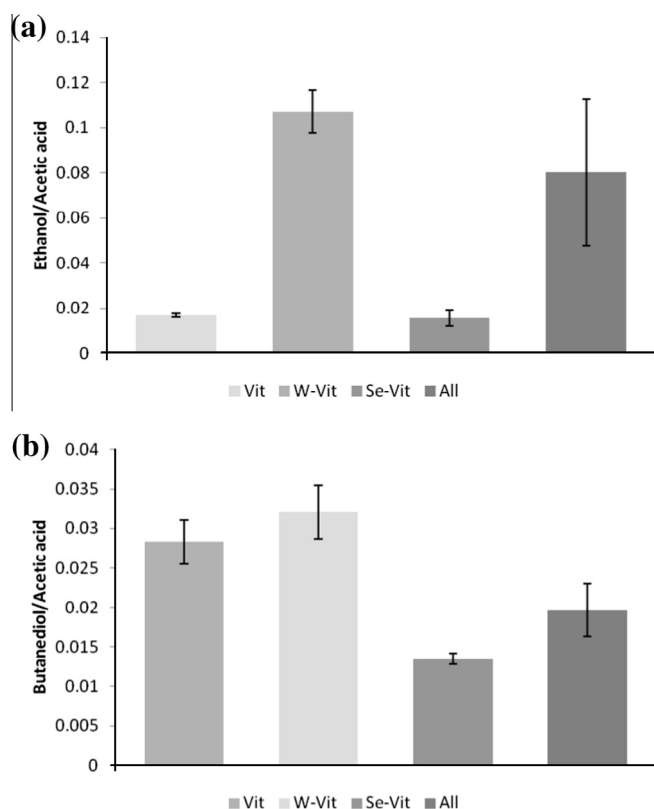 (a)
0.14
0.12
0.1
0.08
0.06
0.04
0.02
0
Ethanol/Acetic acid
Vit W-Vit Se-Vit All
(b)
0.04
0.035
0.03
0.025
0.02
0.015
0.01
0.005
0
Butanediol/Acetic acid
Vit W-Vit Se-Vit All